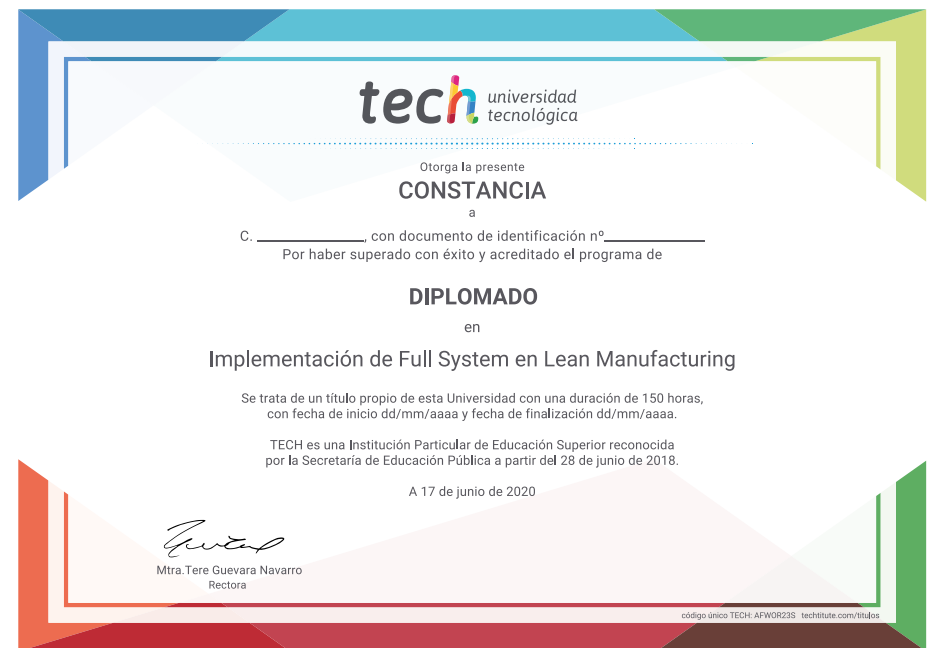 tech universidad
tecnológica
Otorga la presente
CONSTANCIA
a
C. ____________, con documento de identificación nº____________
Por haber superado con éxito y acreditado el programa de
DIPLOMADO
en
Implementación de Full System en Lean Manufacturing
Se trata de un título propio de esta Universidad con una duración de 150 horas,
con fecha de inicio dd/mm/aaaa y fecha de finalización dd/mm/aaaa.
TECH es una Institución Particular de Educación Superior reconocida
por la Secretaría de Educación Pública a partir del 28 de junio de 2018.
A 17 de junio de 2020
Mtra.Tere Guevara Navarro
Rectora
código único TECH: AFWOR23S techtitute.com/titulos